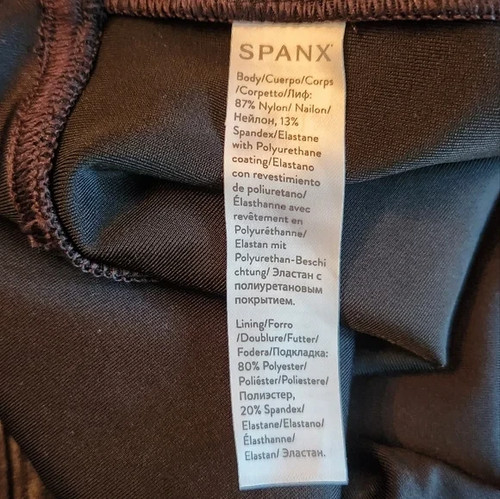 SPANX
Body/Cuerpo/Corps
/Corpetto/Лиф:
87% Nylon/ Nailon/
Нейлон, 13%
Spandex/Elastane
with Polyurethane
coating/Elastano
con revestimiento
de poliuretano/
Élasthanne avec
revêtement en
Polyuréthanne/
Elastan mit
Polyurethan-Beschi
chtung/ Эластан с
полиуретановым
покрытием.
Lining/Forro
/Doublure/Futter/
Fodera/Подкладка:
80% Polyester/
Poliéster/Poliestere/
Полиэстер,
20% Spandex/
Elastane/Elastano/
Élasthanne/
Elastan/ Эластан.